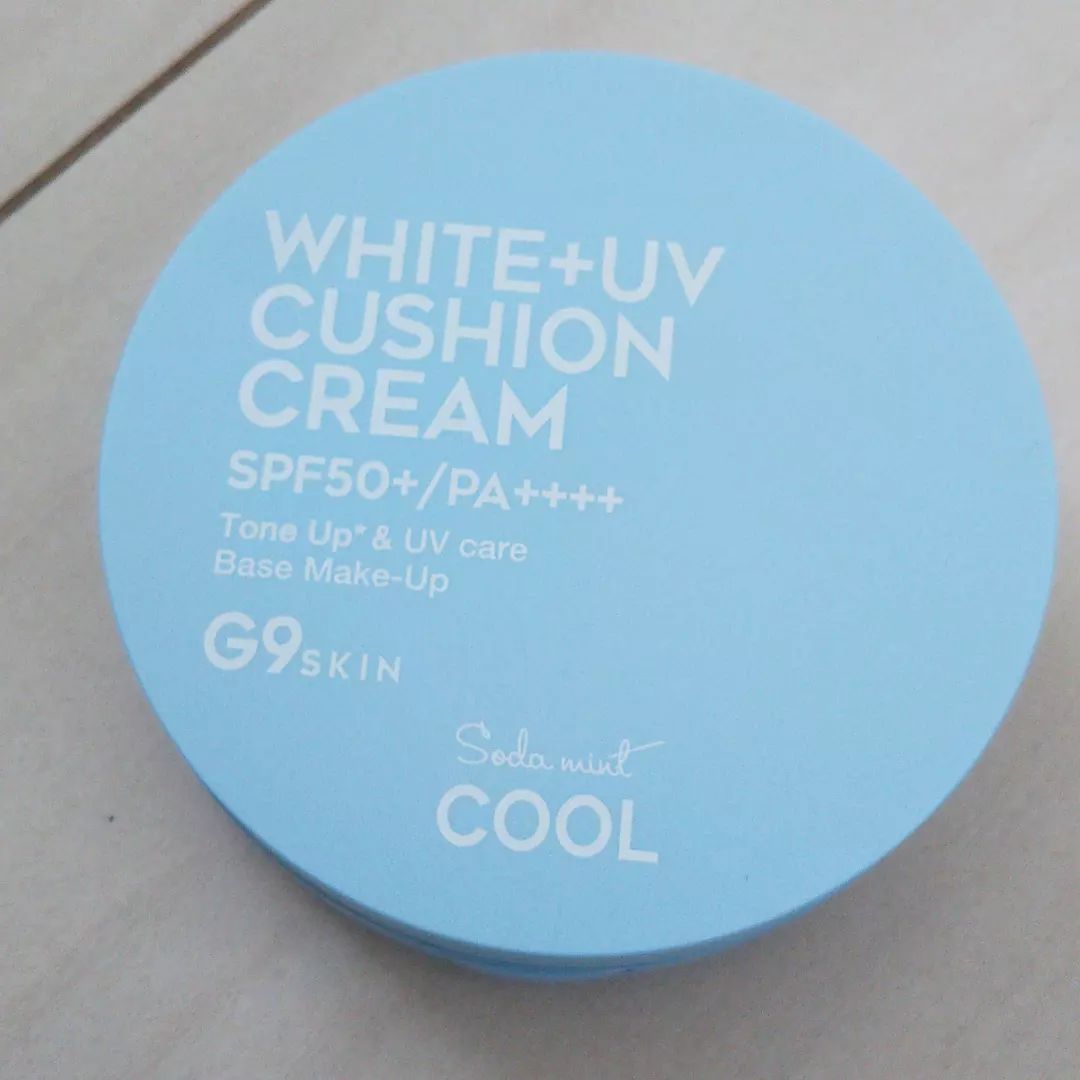 WHITE+UV
CUSHION
CREAM
SPF50+/PA++++
Tone Up* & UV care
Base Make-Up
G9SKIN
Soda mint
COOL